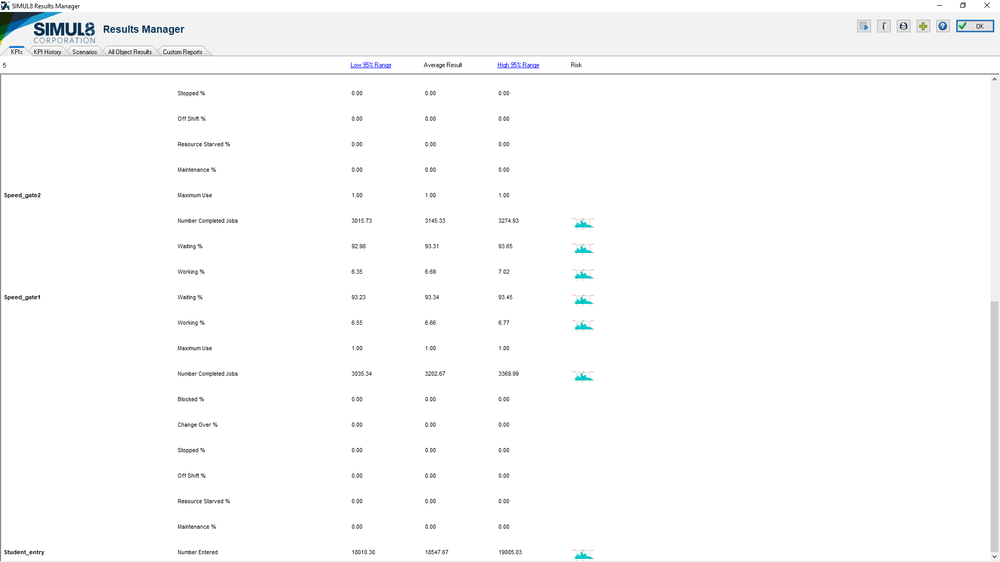 SIMUL8 Results Manager
SIMUL8
CORPORATION
Results Manager
OK
KPIs KPI History Scenarios All Object Results Custom Reports
5 Low 95% Range Average Result High 95% Range Risk
Stopped % 0.00 0.00 0.00
Off Shift % 0.00 0.00 0.00
Resource Starved % 0.00 0.00 0.00
Maintenance % 0.00 0.00 0.00
Speed_gate2 Maximum Use 1.00 1.00 1.00
Number Completed Jobs 3015.73 3145.33 3274.93
Waiting % 92.98 93.31 93.65
Working % 6.35 6.69 7.02
Speed_gate1 Waiting % 93.23 93.34 93.45
Working % 6.55 6.66 6.77
Maximum Use 1.00 1.00 1.00
Number Completed Jobs 3035.34 3202.67 3369.99
Blocked % 0.00 0.00 0.00
Change Over % 0.00 0.00 0.00
Stopped % 0.00 0.00 0.00
Off Shift % 0.00 0.00 0.00
Resource Starved % 0.00 0.00 0.00
Maintenance % 0.00 0.00 0.00
Student_entry Number Entered 18010.30 18547.67 19085.03